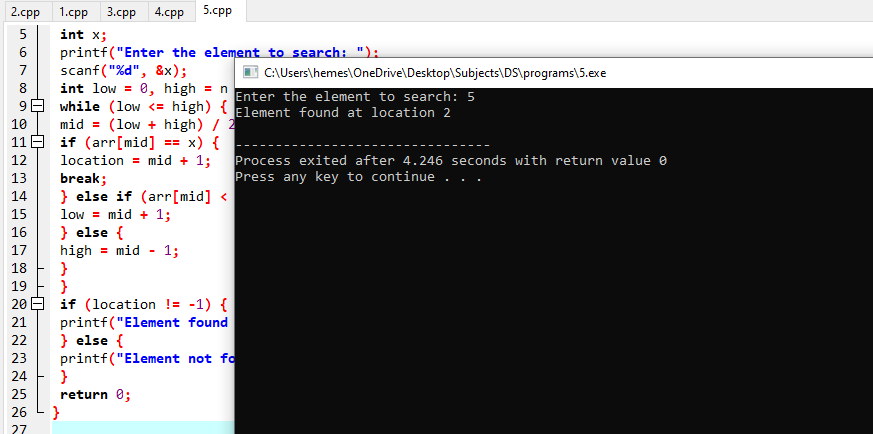 2.cpp 1.cpp 3.cpp 4.cpp 5.cpp
5 int x;
6 printf("Enter the element to search: ");
7 scanf("%d", &x);
8 int low = 0, high = n
9 while (low <= high) {
10 mid = (low + high) / 2
11 if (arr[mid] == x) {
12 location = mid + 1;
13 break;
14 } else if (arr[mid] <
15 low = mid + 1;
16 } else {
17 high = mid - 1;
18 }
19 }
20 if (location != -1) {
21 printf("Element found
22 } else {
23 printf("Element not fo
24 }
25 return 0;
26 }
27
C:\Users\hemes\OneDrive\Desktop\Subjects\DS\programs\5.exe
Enter the element to search: 5
Element found at location 2
--------------------------------
Process exited after 4.246 seconds with return value 0
Press any key to continue . . .